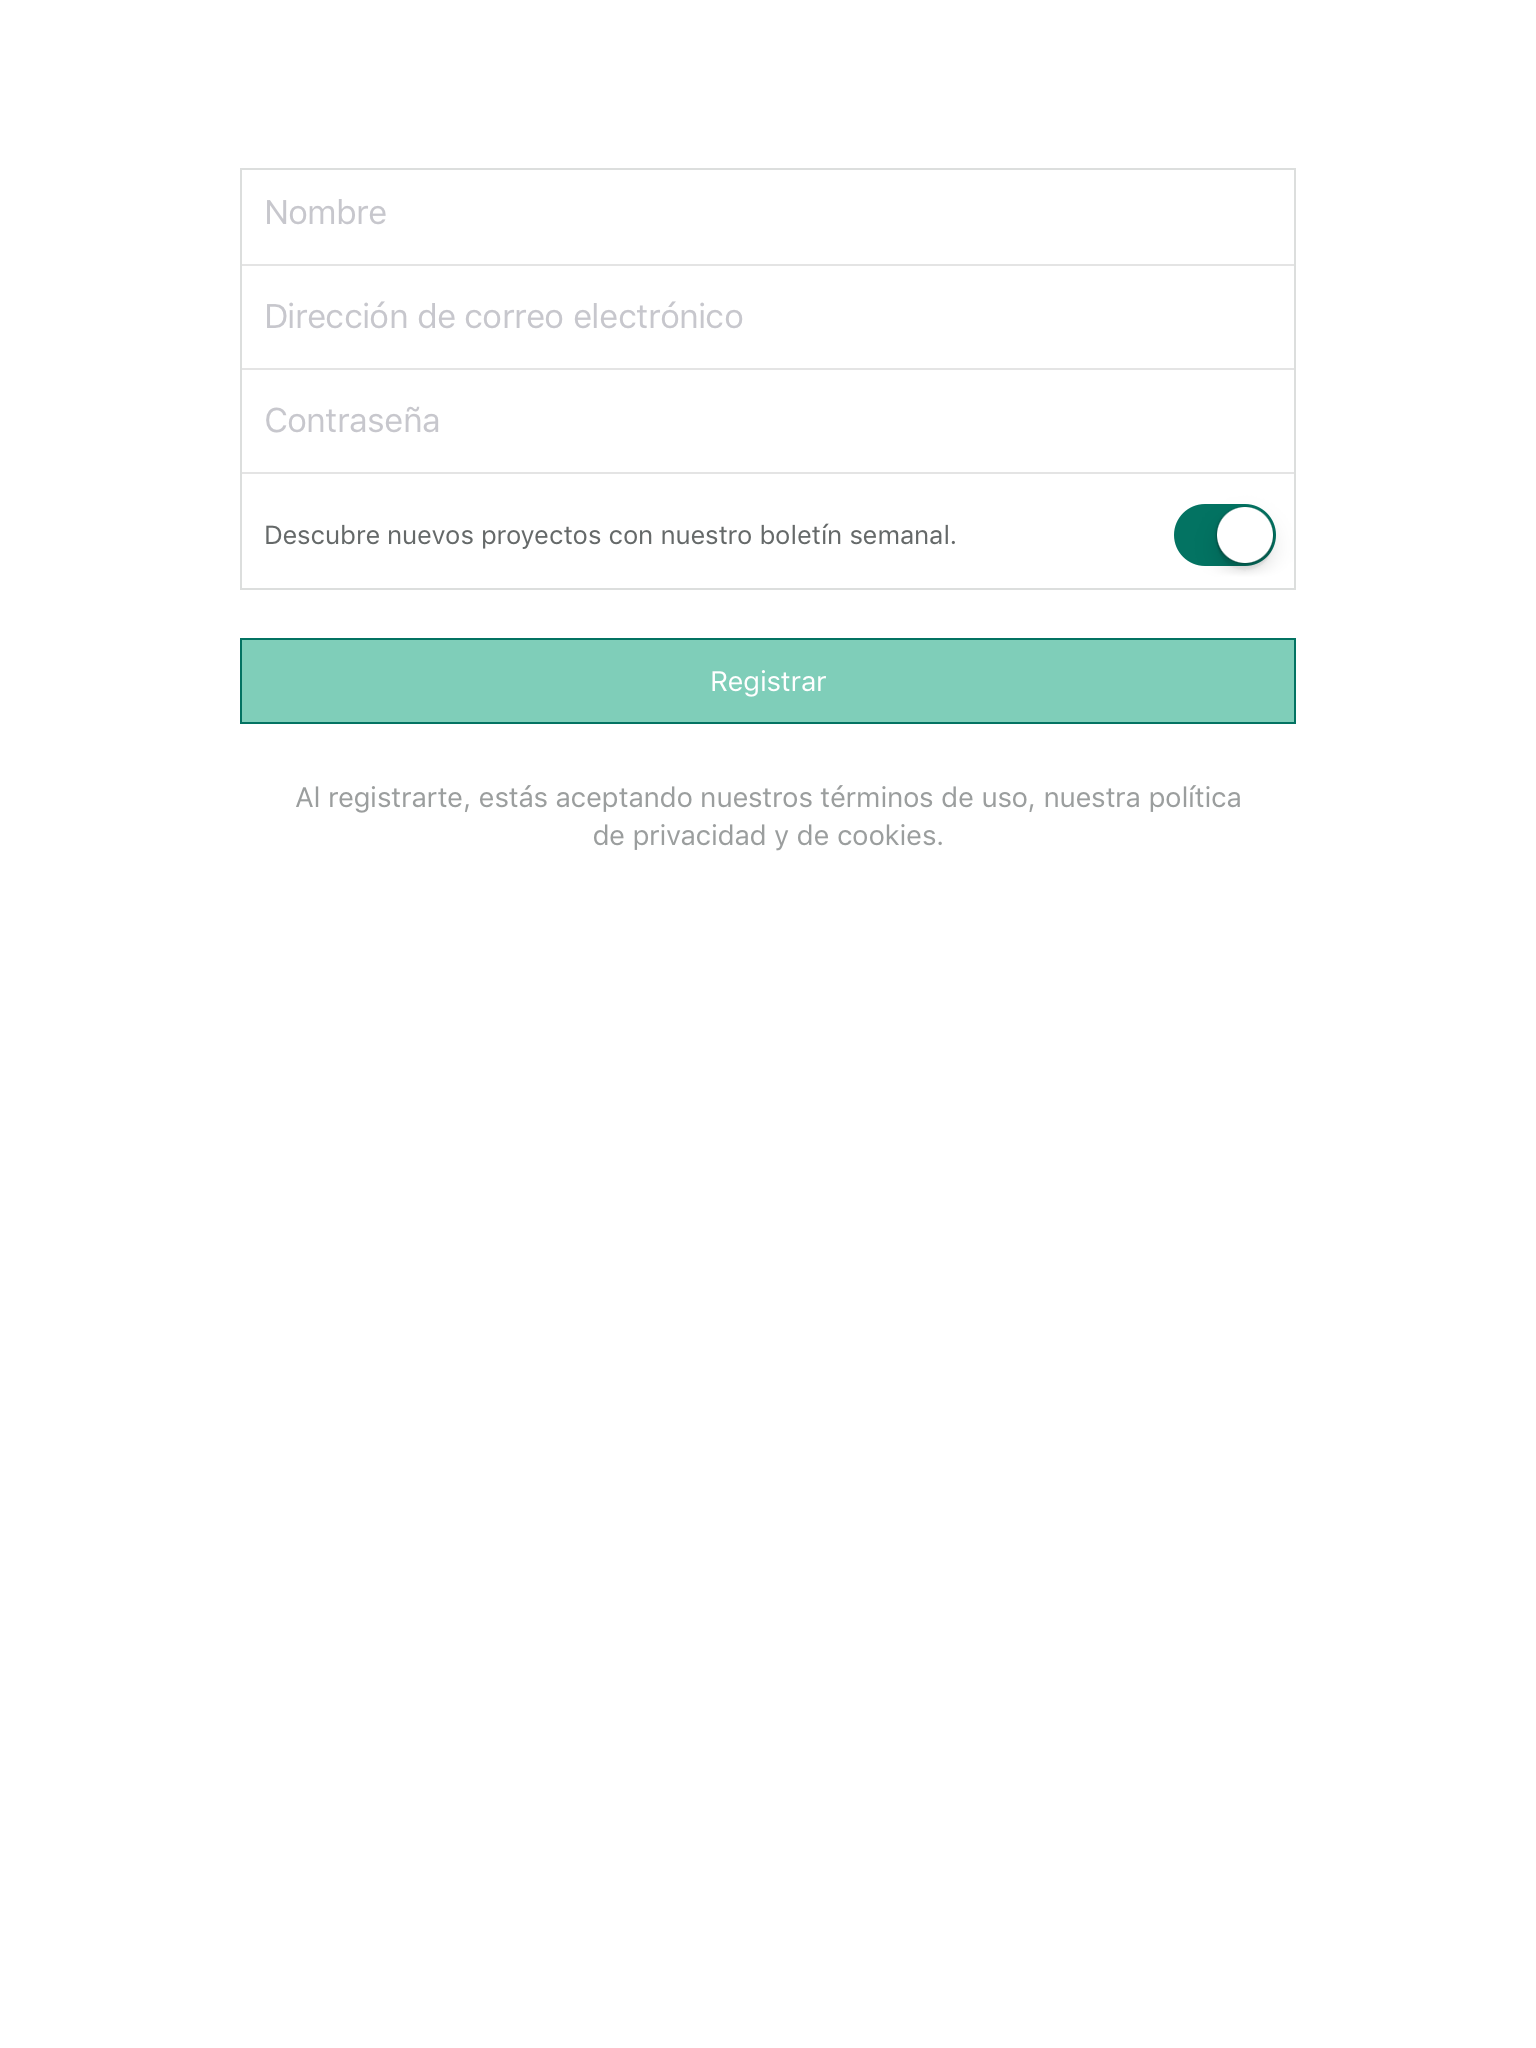 Nombre
Dirección de correo electrónico
Contraseña
Descubre nuevos proyectos con nuestro boletín semanal.
Registrar
Al registrarte, estás aceptando nuestros términos de uso, nuestra política
de privacidad y de cookies.